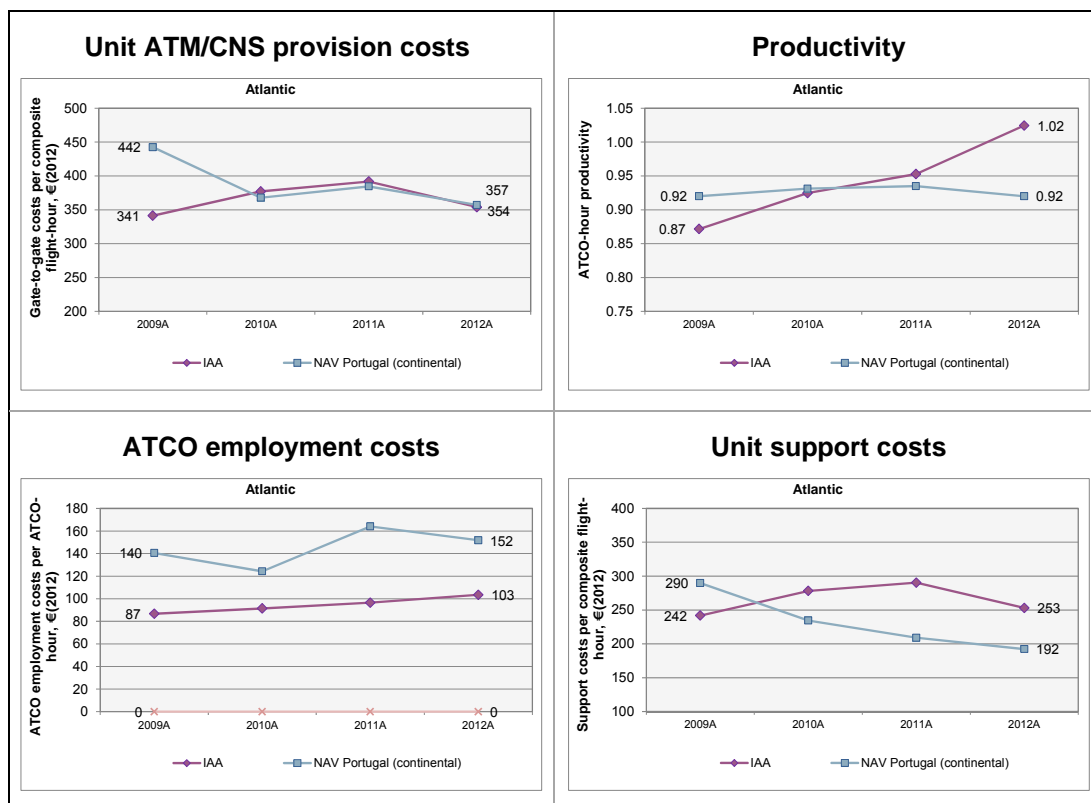 Unit ATM/CNS provision costs
Atlantic
Gate-to-gate costs per composite
flight-hour, €(2012)
500
450
400
350
300
250
200
442
341
357
354
2009A
2010A
2011A
2012A
IAA
NAV Portugal (continental)
Productivity
Atlantic
ATCO-hour productivity
1.05
1.00
0.95
0.90
0.85
0.80
0.75
0.92
0.87
1.02
0.92
2009A
2010A
2011A
2012A
IAA
NAV Portugal (continental)
ATCO employment costs
Atlantic
ATCO employment costs per ATCO-
hour, €(2012)
180
160
140
120
100
80
60
40
20
0
140
87
0
152
103
0
2009A
2010A
2011A
2012A
IAA
NAV Portugal (continental)
Unit support costs
Atlantic
Support costs per composite flight-
hour, €(2012)
400
350
300
250
200
150
100
290
242
253
192
2009A
2010A
2011A
2012A
IAA
NAV Portugal (continental)